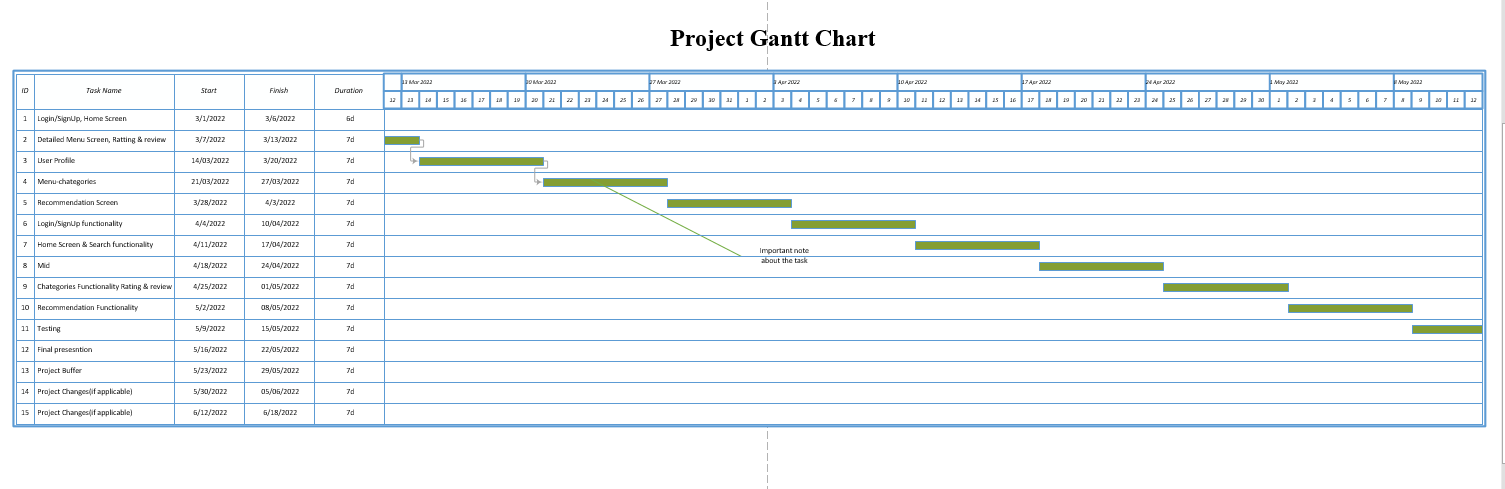 Project Gantt Chart
ID Task Name Start Finish Duration 13 Mar 2022 20 Mar 2022 27 Mar 2022 3 Apr 2022 10 Apr 2022 17 Apr 2022 24 Apr 2022 1 May 2022 8 May 2022
12 13 14 15 16 17 18 19 20 21 22 23 24 25 26 27 28 29 30 31 1 2 3 4 5 6 7 8 9 10 11 12 13 14 15 16 17 18 19 20 21 22 23 24 25 26 27 28 29 30 1 2 3 4 5 6 7 8 9 10 11 12
1 Login/SignUp, Home Screen 3/1/2022 3/6/2022 6d
2 Detailed Menu Screen, Ratting & review 3/7/2022 3/13/2022 7d
3 User Profile 14/03/2022 3/20/2022 7d
4 Menu-chategories 21/03/2022 27/03/2022 7d
5 Recommendation Screen 3/28/2022 4/3/2022 7d
6 Login/SignUp functionality 4/4/2022 10/04/2022 7d
7 Home Screen & Search functionality 4/11/2022 17/04/2022 7d
Important note
about the task
8 Mid 4/18/2022 24/04/2022 7d
9 Chategories Functionality Rating & review 4/25/2022 01/05/2022 7d
10 Recommendation Functionality 5/2/2022 08/05/2022 7d
11 Testing 5/9/2022 15/05/2022 7d
12 Final presesntion 5/16/2022 22/05/2022 7d
13 Project Buffer 5/23/2022 29/05/2022 7d
14 Project Changes(if applicable) 5/30/2022 05/06/2022 7d
15 Project Changes(if applicable) 6/12/2022 6/18/2022 7d